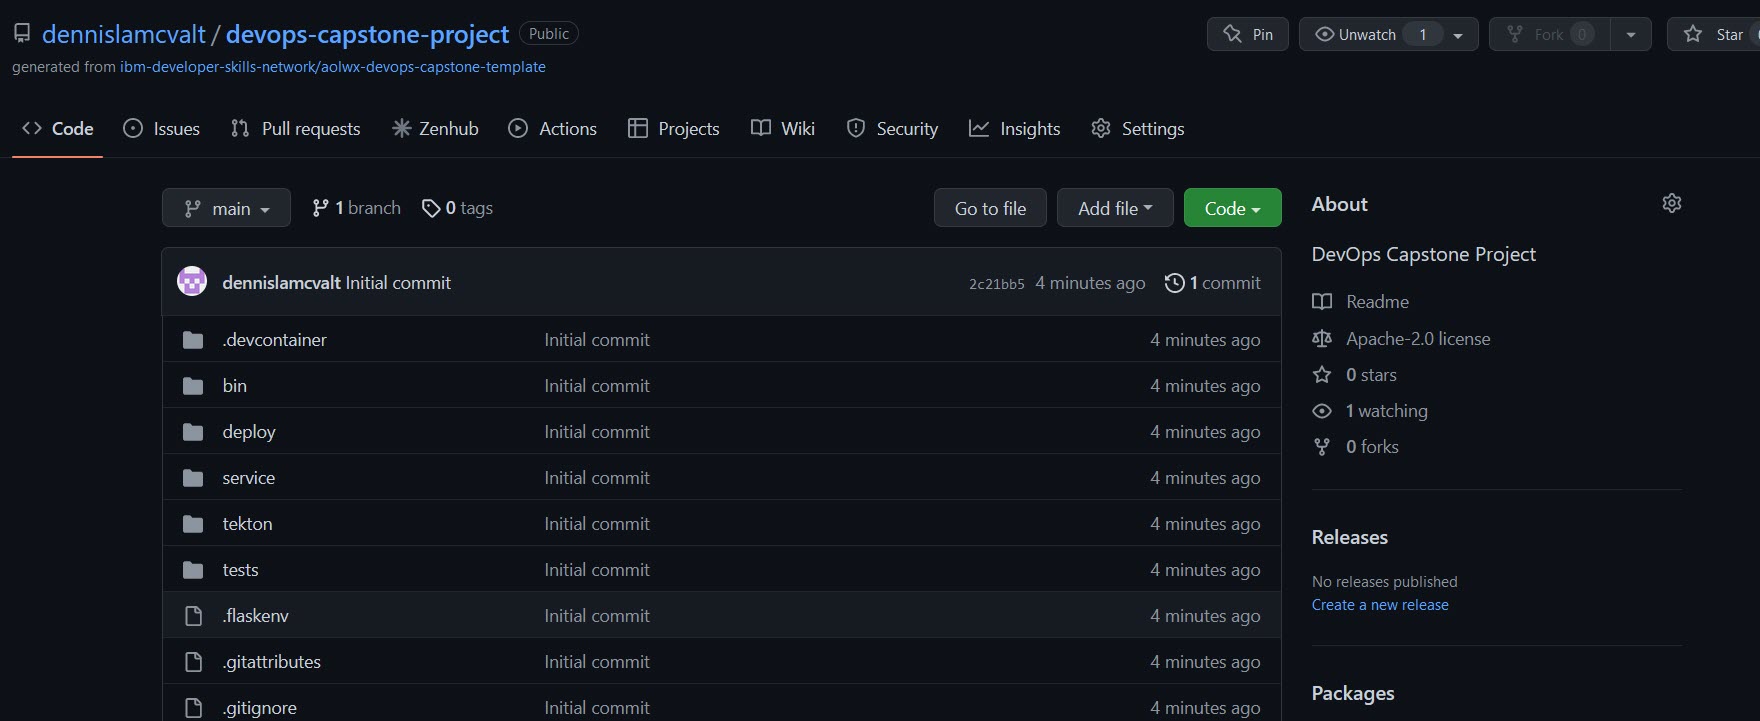 dennislamcvalt / devops-capstone-project Public
Pin Unwatch 1 Fork 0 Star
generated from ibm-developer-skills-network/aolwx-devops-capstone-template
Code Issues Pull requests Zenhub Actions Projects Wiki Security Insights Settings
main 1 branch 0 tags Go to file Add file Code
dennislamcvalt Initial commit 2c21bb5 4 minutes ago 1 commit
.devcontainer Initial commit 4 minutes ago
bin Initial commit 4 minutes ago
deploy Initial commit 4 minutes ago
service Initial commit 4 minutes ago
tekton Initial commit 4 minutes ago
tests Initial commit 4 minutes ago
.flaskenv Initial commit 4 minutes ago
.gitattributes Initial commit 4 minutes ago
.gitignore Initial commit 4 minutes ago
About
DevOps Capstone Project
Readme
Apache-2.0 license
0 stars
1 watching
0 forks
Releases
No releases published
Create a new release
Packages